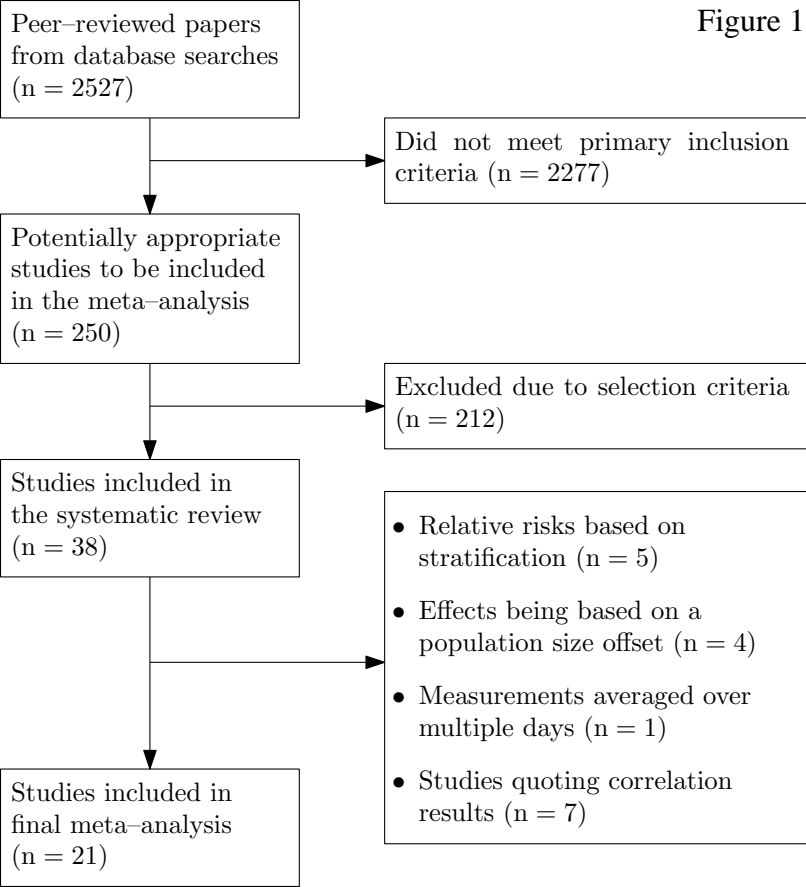 Figure 1
Peer–reviewed papers
from database searches
(n = 2527)
Did not meet primary inclusion
criteria (n = 2277)
Potentially appropriate
studies to be included
in the meta–analysis
(n = 250)
Excluded due to selection criteria
(n = 212)
Studies included in
the systematic review
(n = 38)
• Relative risks based on
stratification (n = 5)
• Effects being based on a
population size offset (n = 4)
• Measurements averaged over
multiple days (n = 1)
• Studies quoting correlation
results (n = 7)
Studies included in
final meta–analysis
(n = 21)